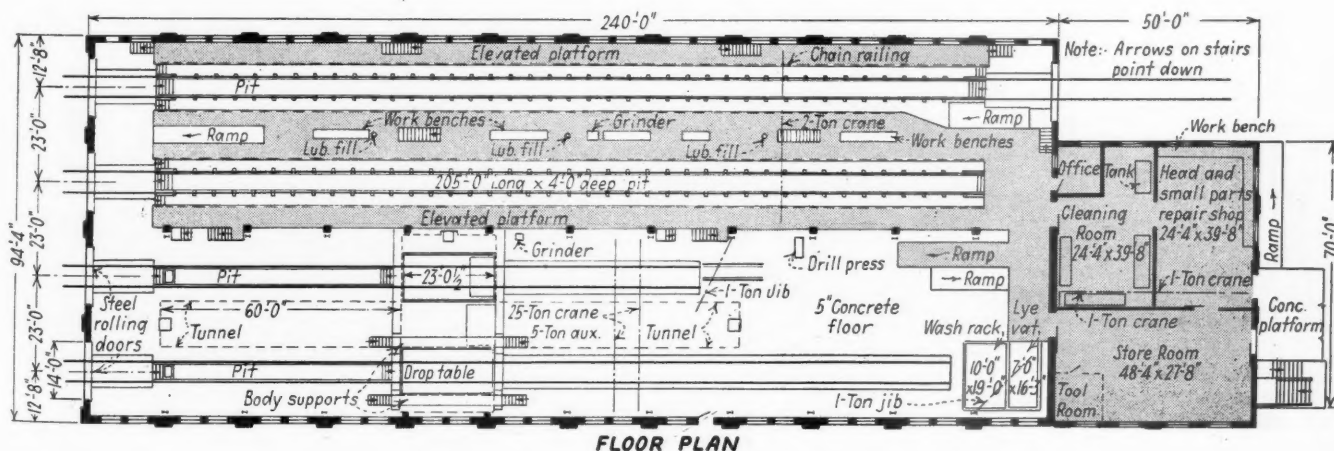 240'-0"
50'-0"
Elevated platform
Chain railing
Note:- Arrows on stairs
point down
12'-8"
Pit
Ramp
Work benches
Grinder
2-Ton crane
Ramp
Work bench
Lub. fill
Lub. fill
Lub. fill
Work benches
23'-0"
205'-0" Long x 4'-0" deep pit
Office
Tank
Head and
small parts
repair shop
24'-4"x39'-8"
Elevated platform
Cleaning
Room
24'-4"x39'-8"
Ramp
94'-4"
23'-0"
Grinder
Drill press
Ramp
Ramp
70'-0"
Pit
23'-0½"
1-Ton jib
1-Ton crane
Steel
rolling
doors
60'-0"
Tunnel
25-Ton crane
5-Ton aux.
Tunnel
5" Concrete
floor
Wash rack
Lye
vat
1-Ton crane
Conc.
platform
23'-0"
14'-0"
Pit
Drop table
10'-0"
x19'-0"
7'-0"
x16'-3"
Store Room
48'-4"x27'-8"
12'-8"
Body supports
1-Ton jib
Tool
Room
FLOOR PLAN